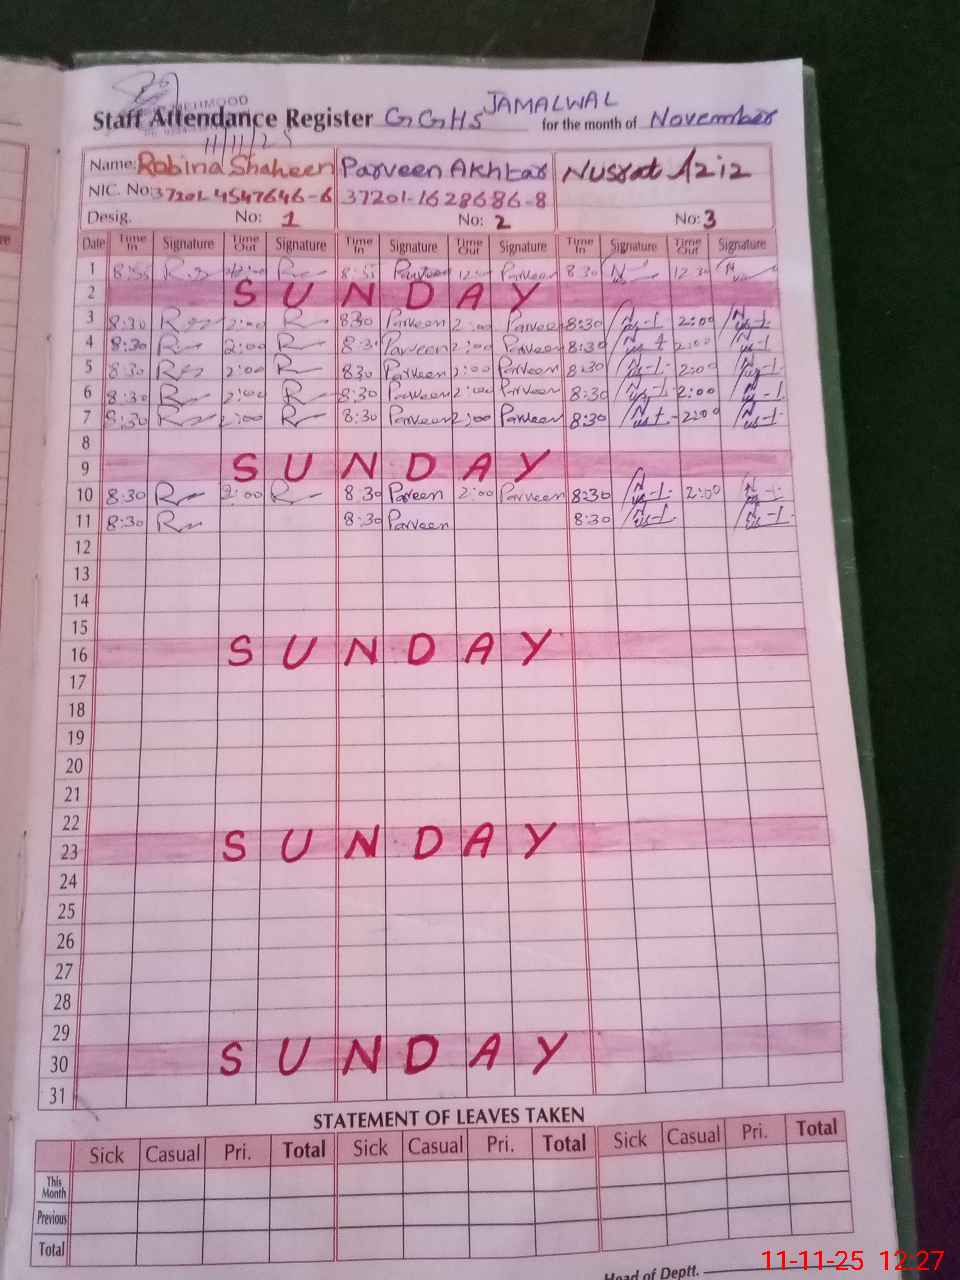 MEHMOOD
Staff Attendance Register GGHS JAMALWAL for the month of November
11/11/25
Name: Robina Shaheen Parveen Akhtar Nusrat Aziz
NIC. No: 37201-4547646-6 37201-1628686-8
Desig. No: 1 No: 2 No: 3
Date Time In Signature Time Out Signature Time In Signature Time Out Signature Time In Signature Time Out Signature
1 8:55 8:55 Parveen Parveen 8:30 12:30
2 SUNDAY
3 8:30 2:00 8:30 Parveen 2:00 Parveen 8:30 2:00
4 8:30 2:00 8:30 Parveen 2:00 Parveen 8:30 2:00
5 8:30 2:00 830 Parveen 2:00 Parveen 8:30 2:00
6 8:30 2:00 8:30 Parveen 2:00 Parveen 8:30 2:00
7 8:30 2:00 8:30 Parveen 2:00 Parveen 8:30 2:00
8
9 SUNDAY
10 8:30 2:00 8:30 Parveen 2:00 Parveen 8:30 2:00
11 8:30 8:30 Parveen 8:30
12
13
14
15
16 SUNDAY
17
18
19
20
21
22
23 SUNDAY
24
25
26
27
28
29
30 SUNDAY
31
STATEMENT OF LEAVES TAKEN
Sick Casual Pri. Total Sick Casual Pri. Total Sick Casual Pri. Total
This Month
Previous
Total
Head of Deptt.
11-11-25 12:27